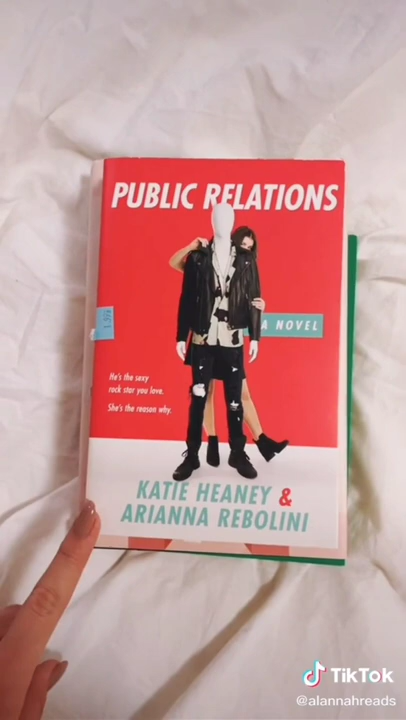 PUBLIC RELATIONS
A NOVEL
He's the sexy
rock star you love.
She's the reason why.
KATIE HEANEY &
ARIANNA REBOLINI
TikTok
@alannahreads